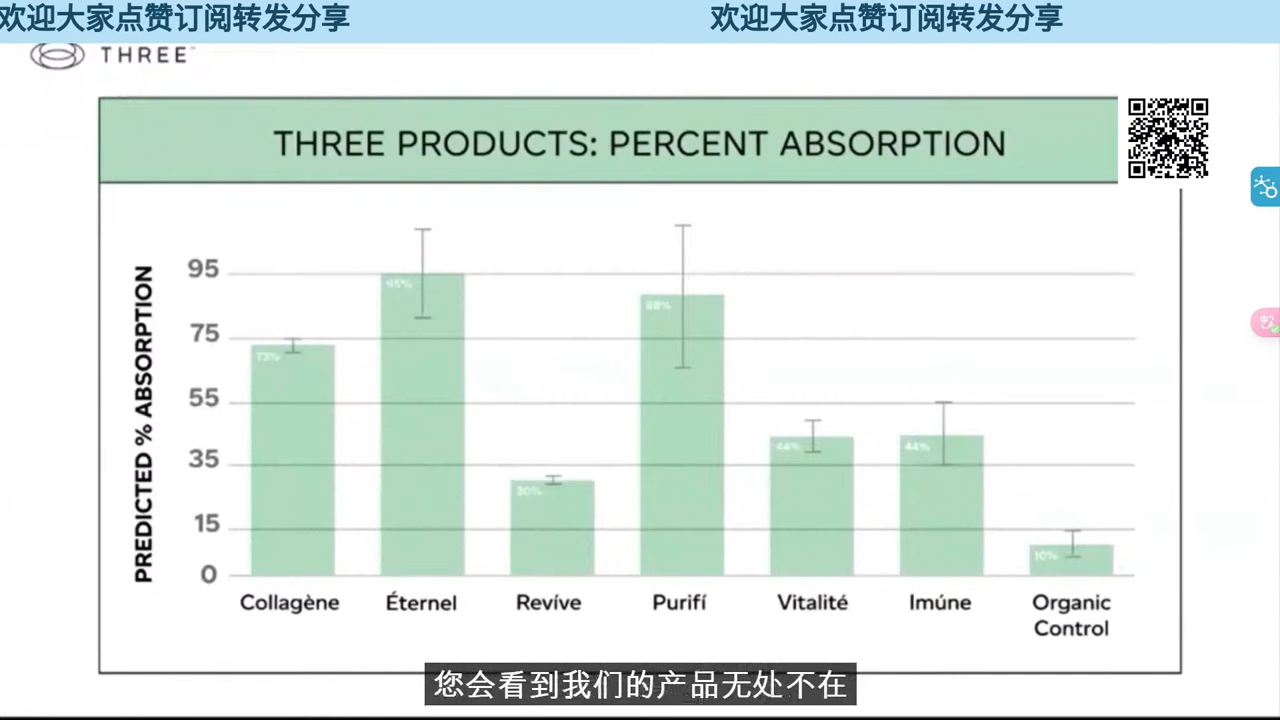 欢迎大家点赞订阅转发分享
欢迎大家点赞订阅转发分享
THREE
THREE PRODUCTS: PERCENT ABSORPTION
PREDICTED % ABSORPTION
95
75
55
35
15
0
73%
95%
30%
88%
44%
44%
10%
Collagène
Éternel
Revíve
Purifí
Vitalité
Imúne
Organic
Control
您会看到我们的产品无处不在